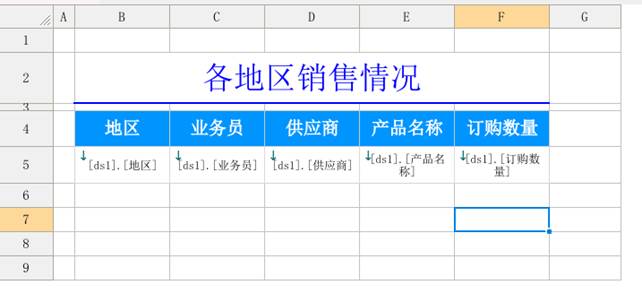 A B C D E F G
1
2 各地区销售情况
3
4 地区 业务员 供应商 产品名称 订购数量
5 [ds1].[地区] [ds1].[业务员] [ds1].[供应商] [ds1].[产品名称] [ds1].[订购数量]
6
7
8
9